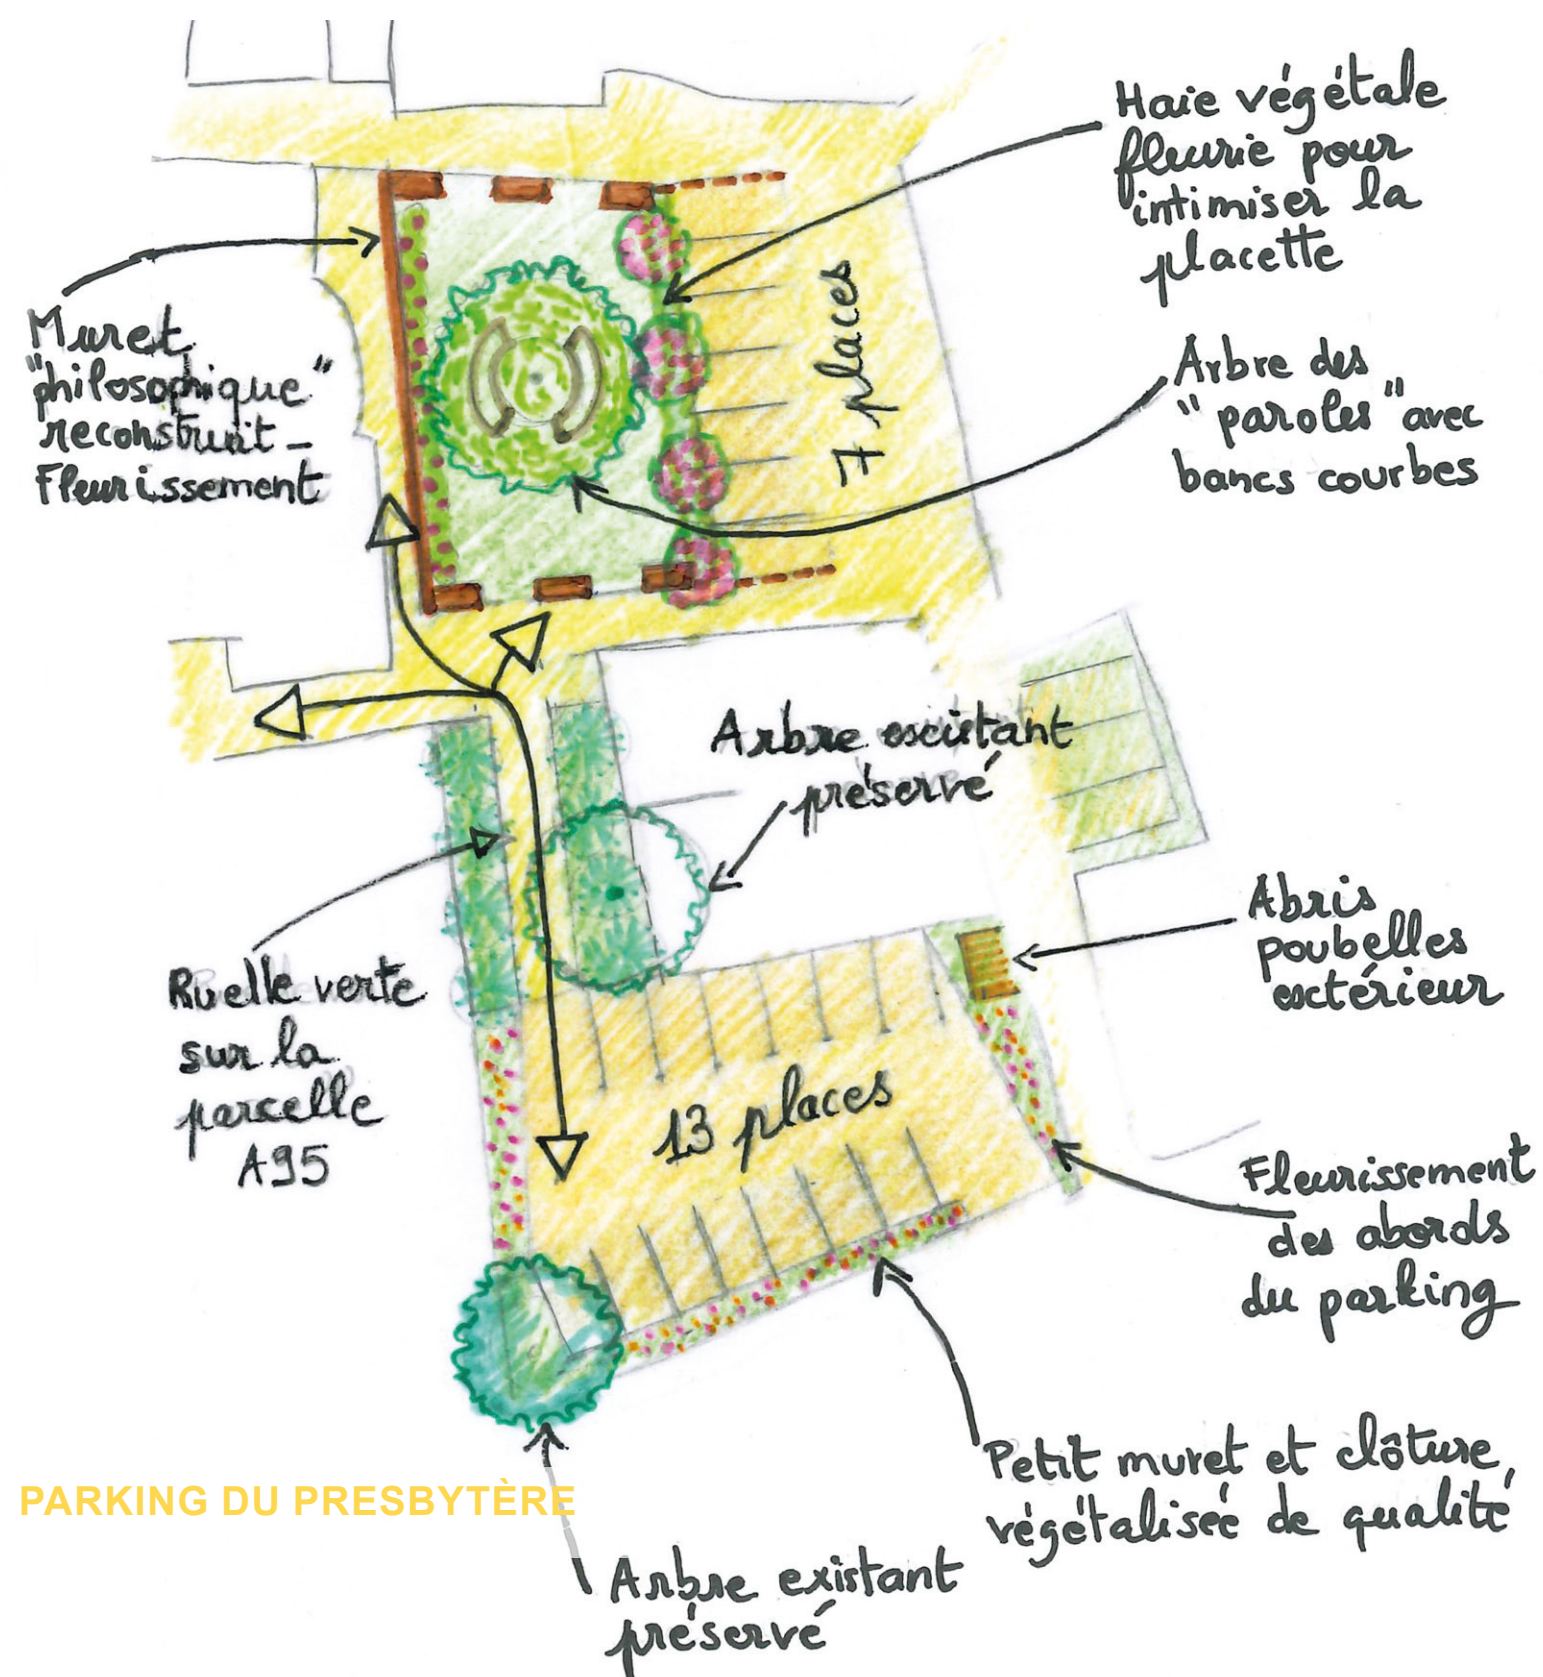 Haie végétale
fleurie pour
intimiser la
placette
Muret
"philosophique"
reconstruit -
Fleurissement
7 places
Arbre des
"paroles" avec
bancs courbes
Arbre existant
préservé
Abris
poubelles
extérieur
Ruelle verte
sur la
parcelle
A95
13 places
Fleurissement
des abords
du parking
Petit muret et clôture
végétalisée de qualité
PARKING DU PRESBYTÈRE
Arbre existant
préservé